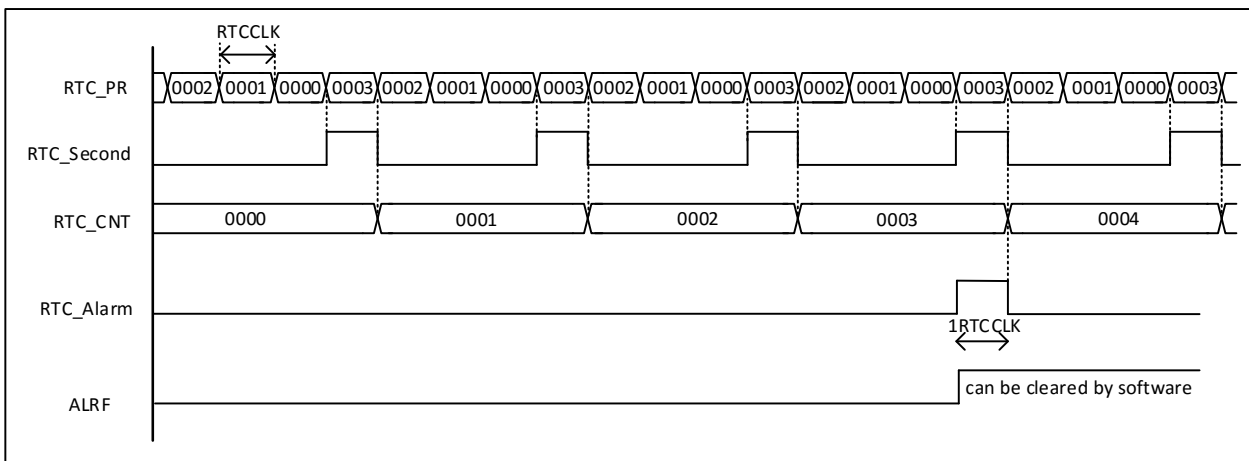 RTCCLK
RTC_PR 0002 0001 0000 0003 0002 0001 0000 0003 0002 0001 0000 0003 0002 0001 0000 0003 0002 0001 0000 0003
RTC_Second
RTC_CNT 0000 0001 0002 0003 0004
RTC_Alarm
1RTCCLK
ALRF can be cleared by software